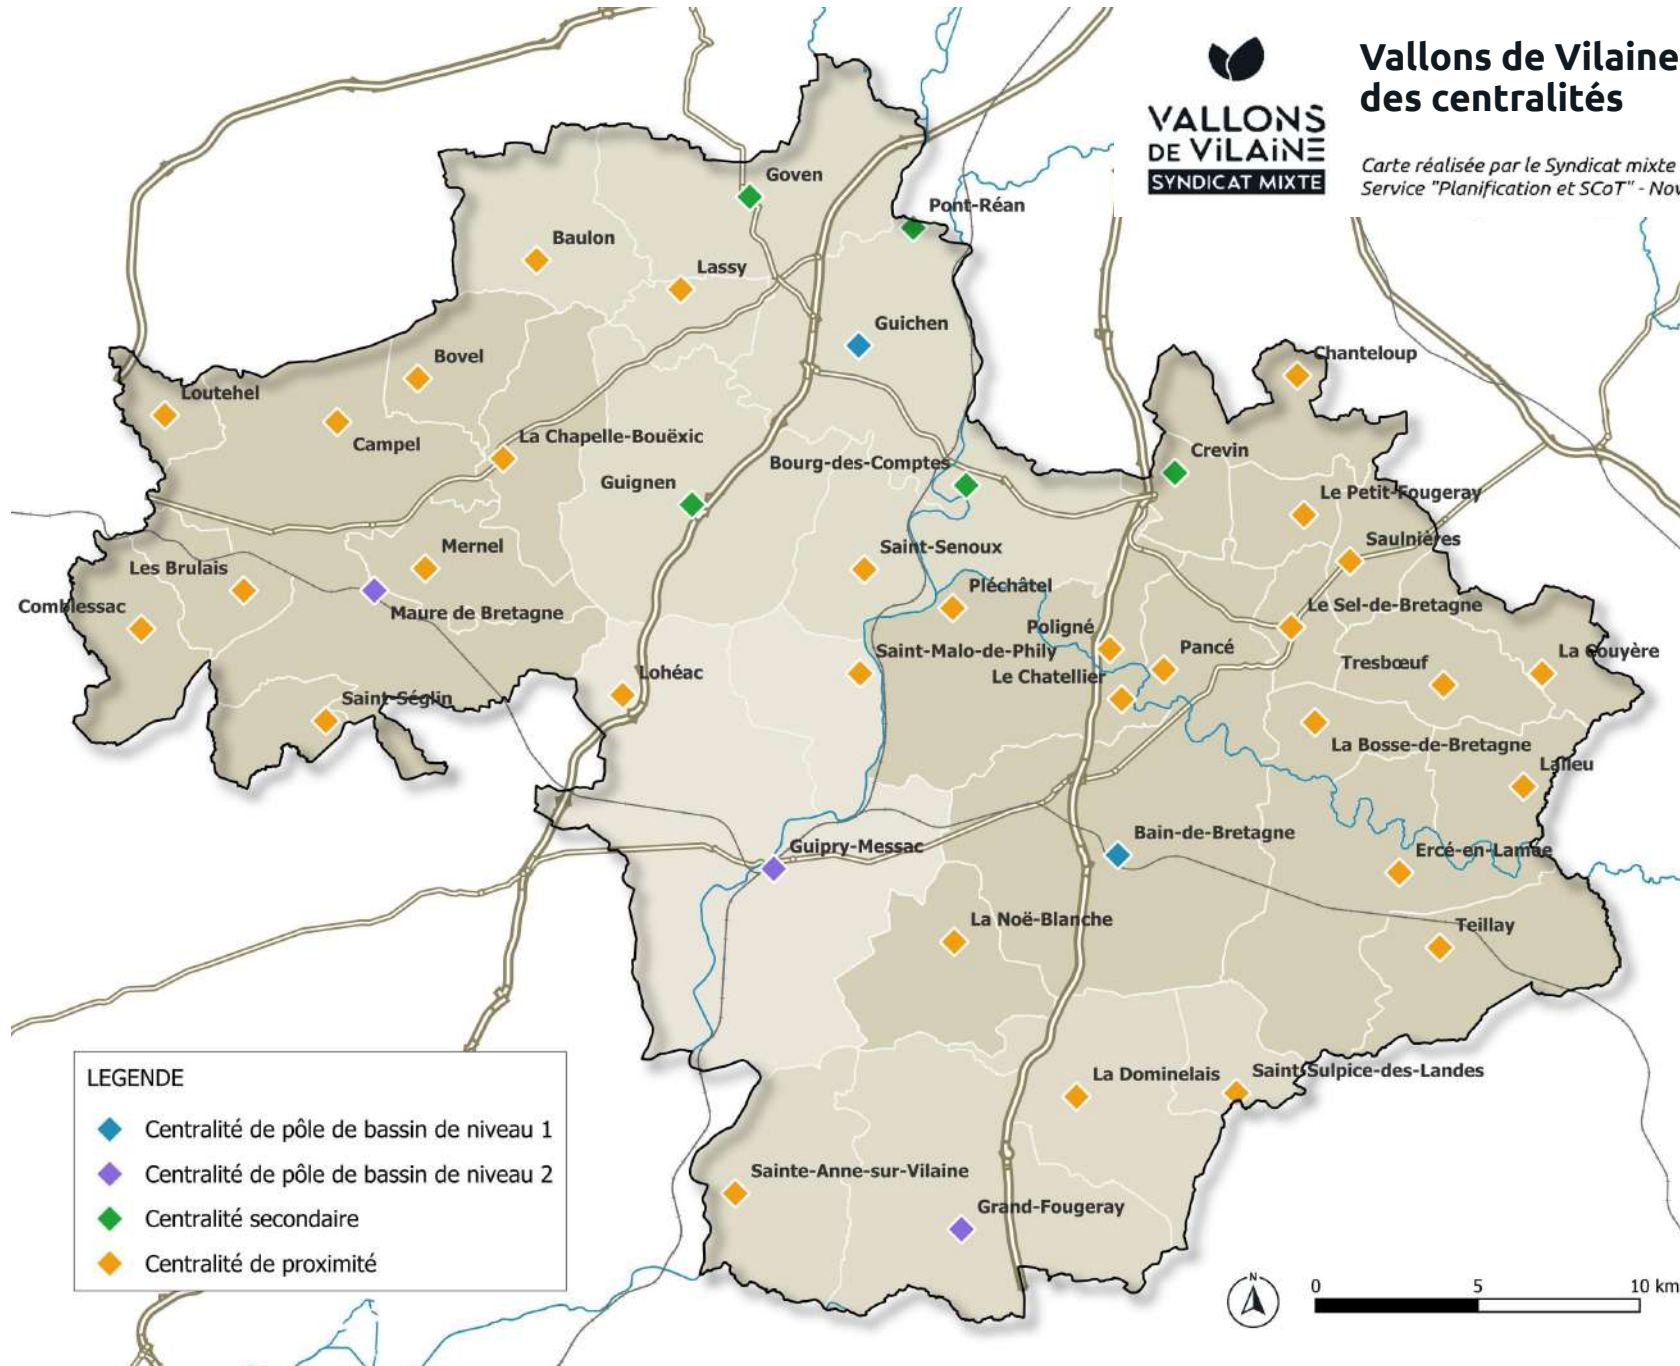 Vallons de Vilaine
des centralités
VALLONS
DE ViLAiNE
SYNDICAT MIXTE
Carte réalisée par le Syndicat mixte
Service "Planification et SCoT" - Nov
Goven
Pont-Réan
Baulon
Lassy
Guichen
Bovel
Chanteloup
Loutehel
Campel
La Chapelle-Bouëxic
Crevin
Bourg-des-Comptes
Guignen
Le Petit-Fougeray
Saulnières
Mernel
Saint-Senoux
Les Brulais
Pléchâtel
Comblessac
Maure de Bretagne
Le Sel-de-Bretagne
Poligné
Pancé
Saint-Malo-de-Phily
La Couyère
Tresbœuf
Lohéac
Le Chatellier
Saint-Séglin
La Bosse-de-Bretagne
Lalleu
Bain-de-Bretagne
Guipry-Messac
Ercé-en-Lamée
La Noë-Blanche
Teillay
La Dominelais
Saint-Sulpice-des-Landes
Sainte-Anne-sur-Vilaine
Grand-Fougeray
LEGENDE
Centralité de pôle de bassin de niveau 1
Centralité de pôle de bassin de niveau 2
Centralité secondaire
Centralité de proximité
N
0 5 10 km